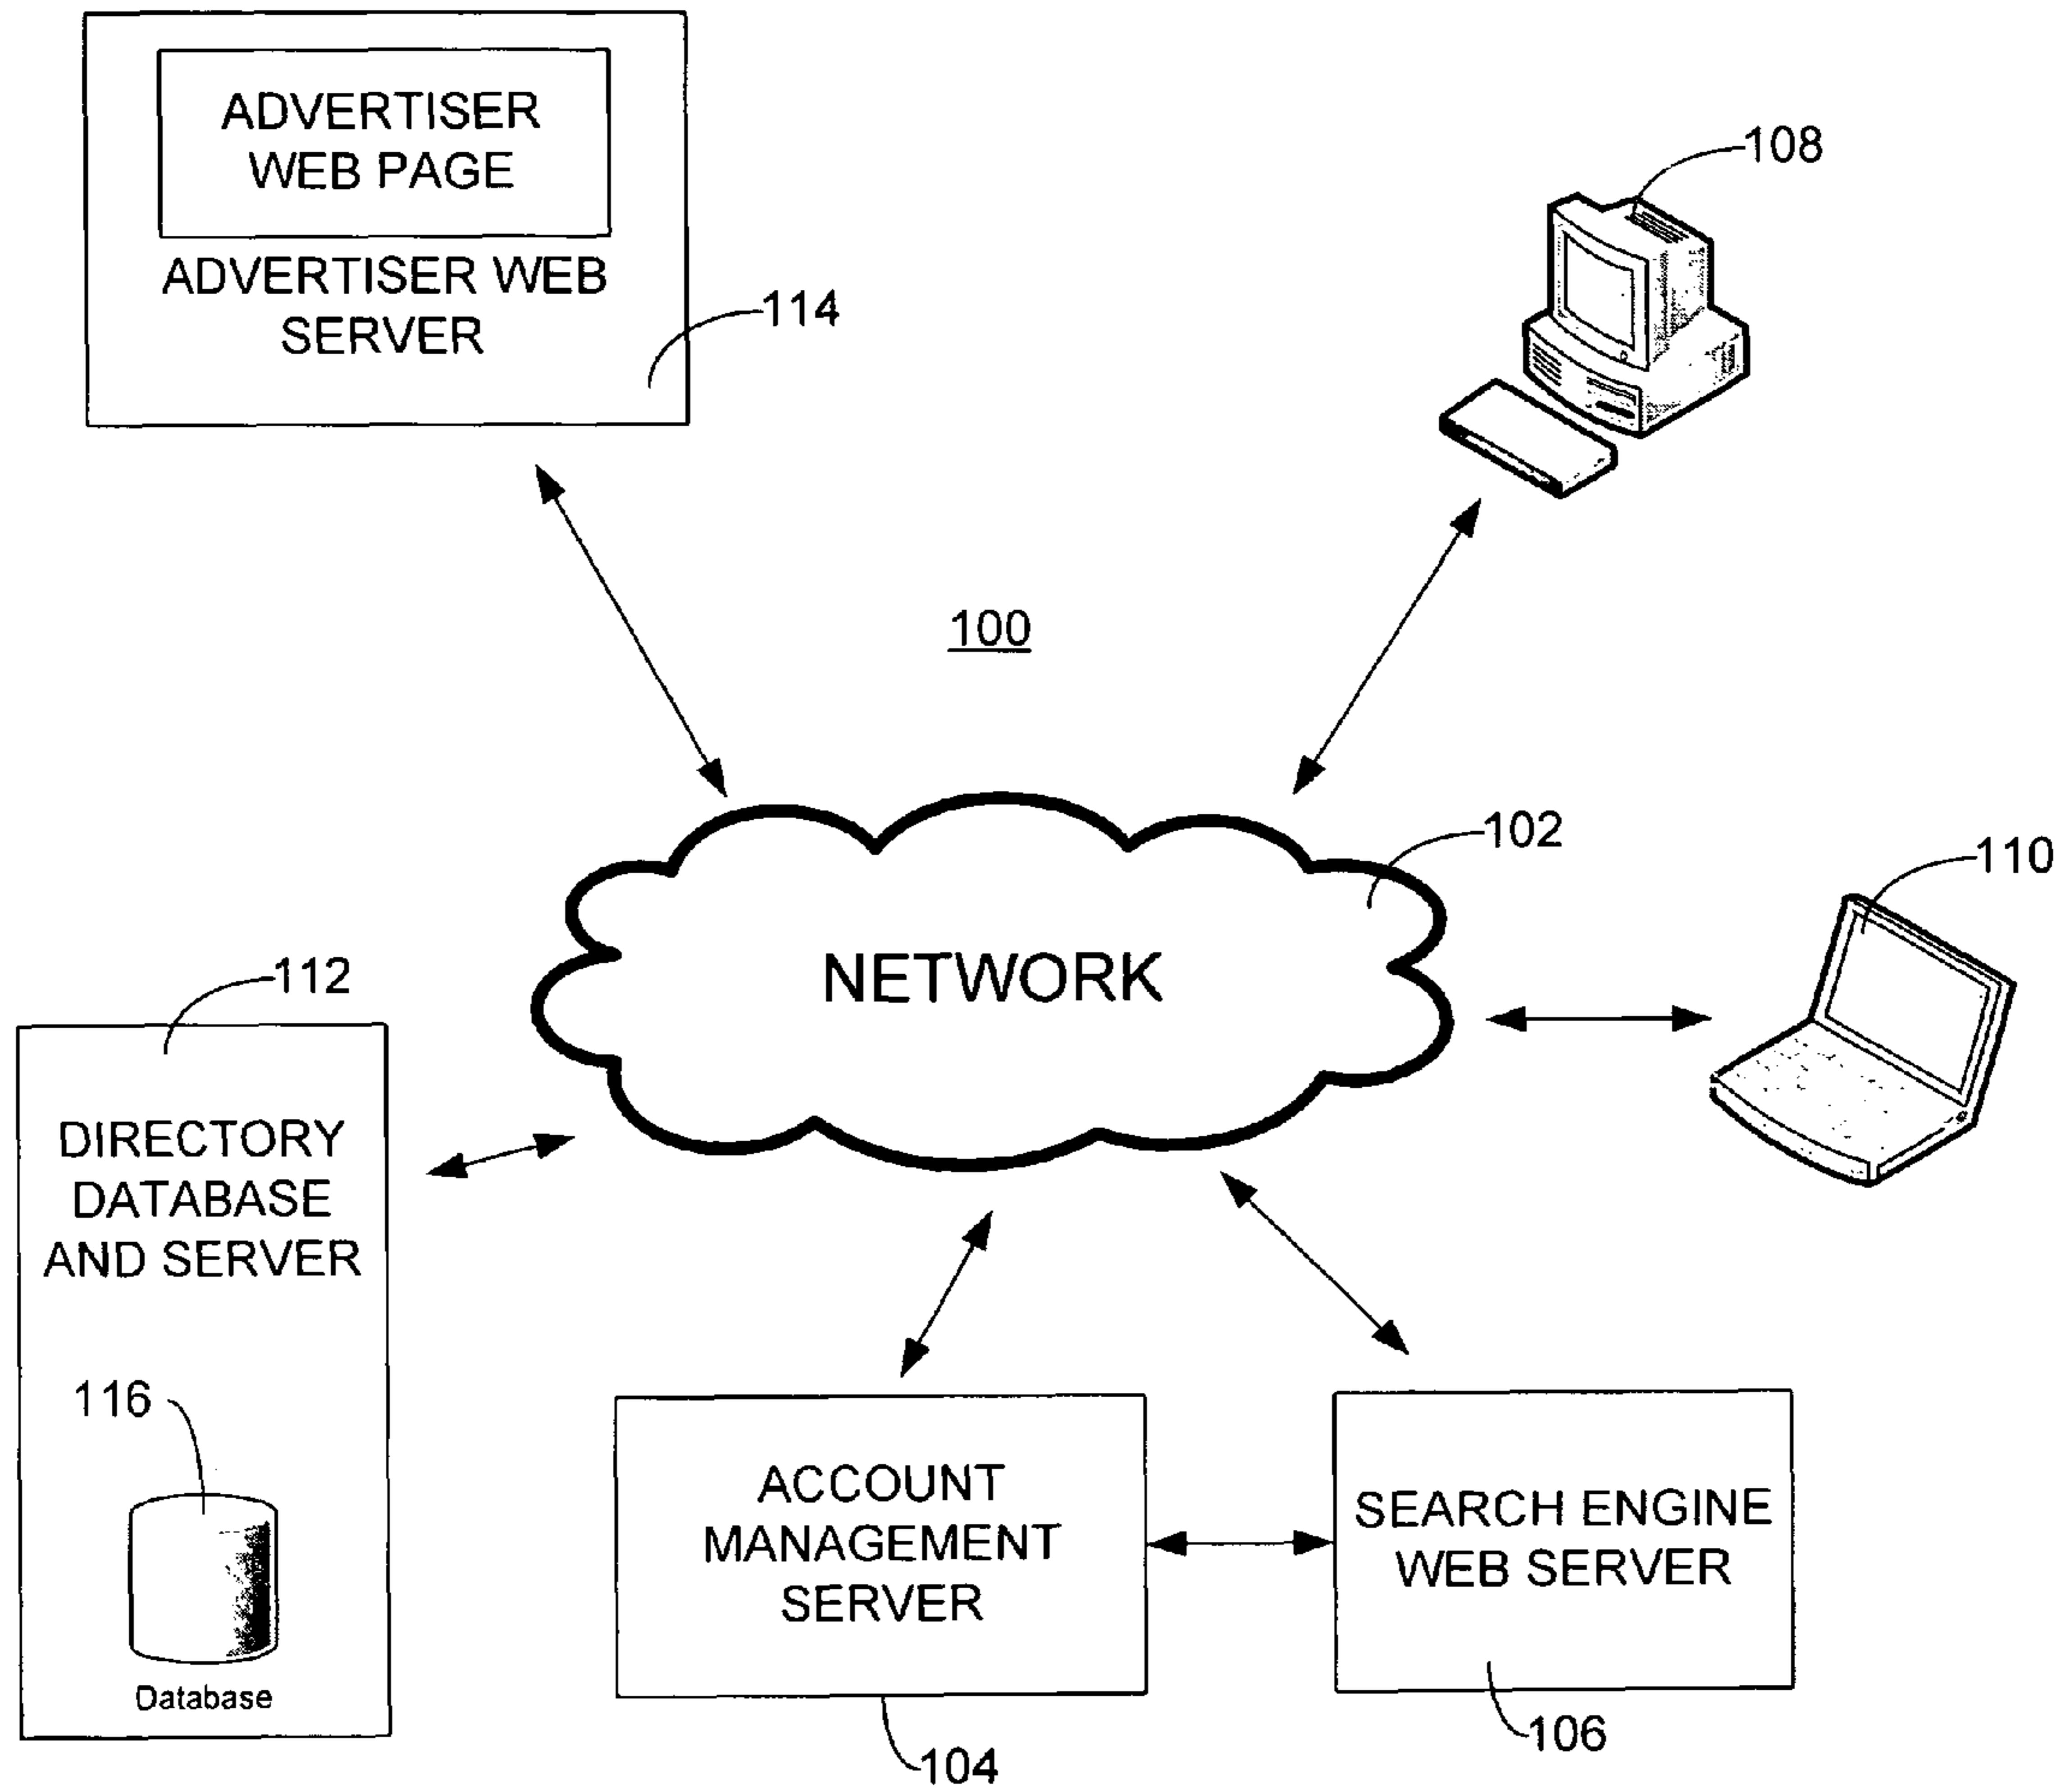 ADVERTISER
WEB PAGE
ADVERTISER WEB
SERVER
114
108
100
102
NETWORK
110
112
DIRECTORY
DATABASE
AND SERVER
116
Database
ACCOUNT
MANAGEMENT
SERVER
104
SEARCH ENGINE
WEB SERVER
106